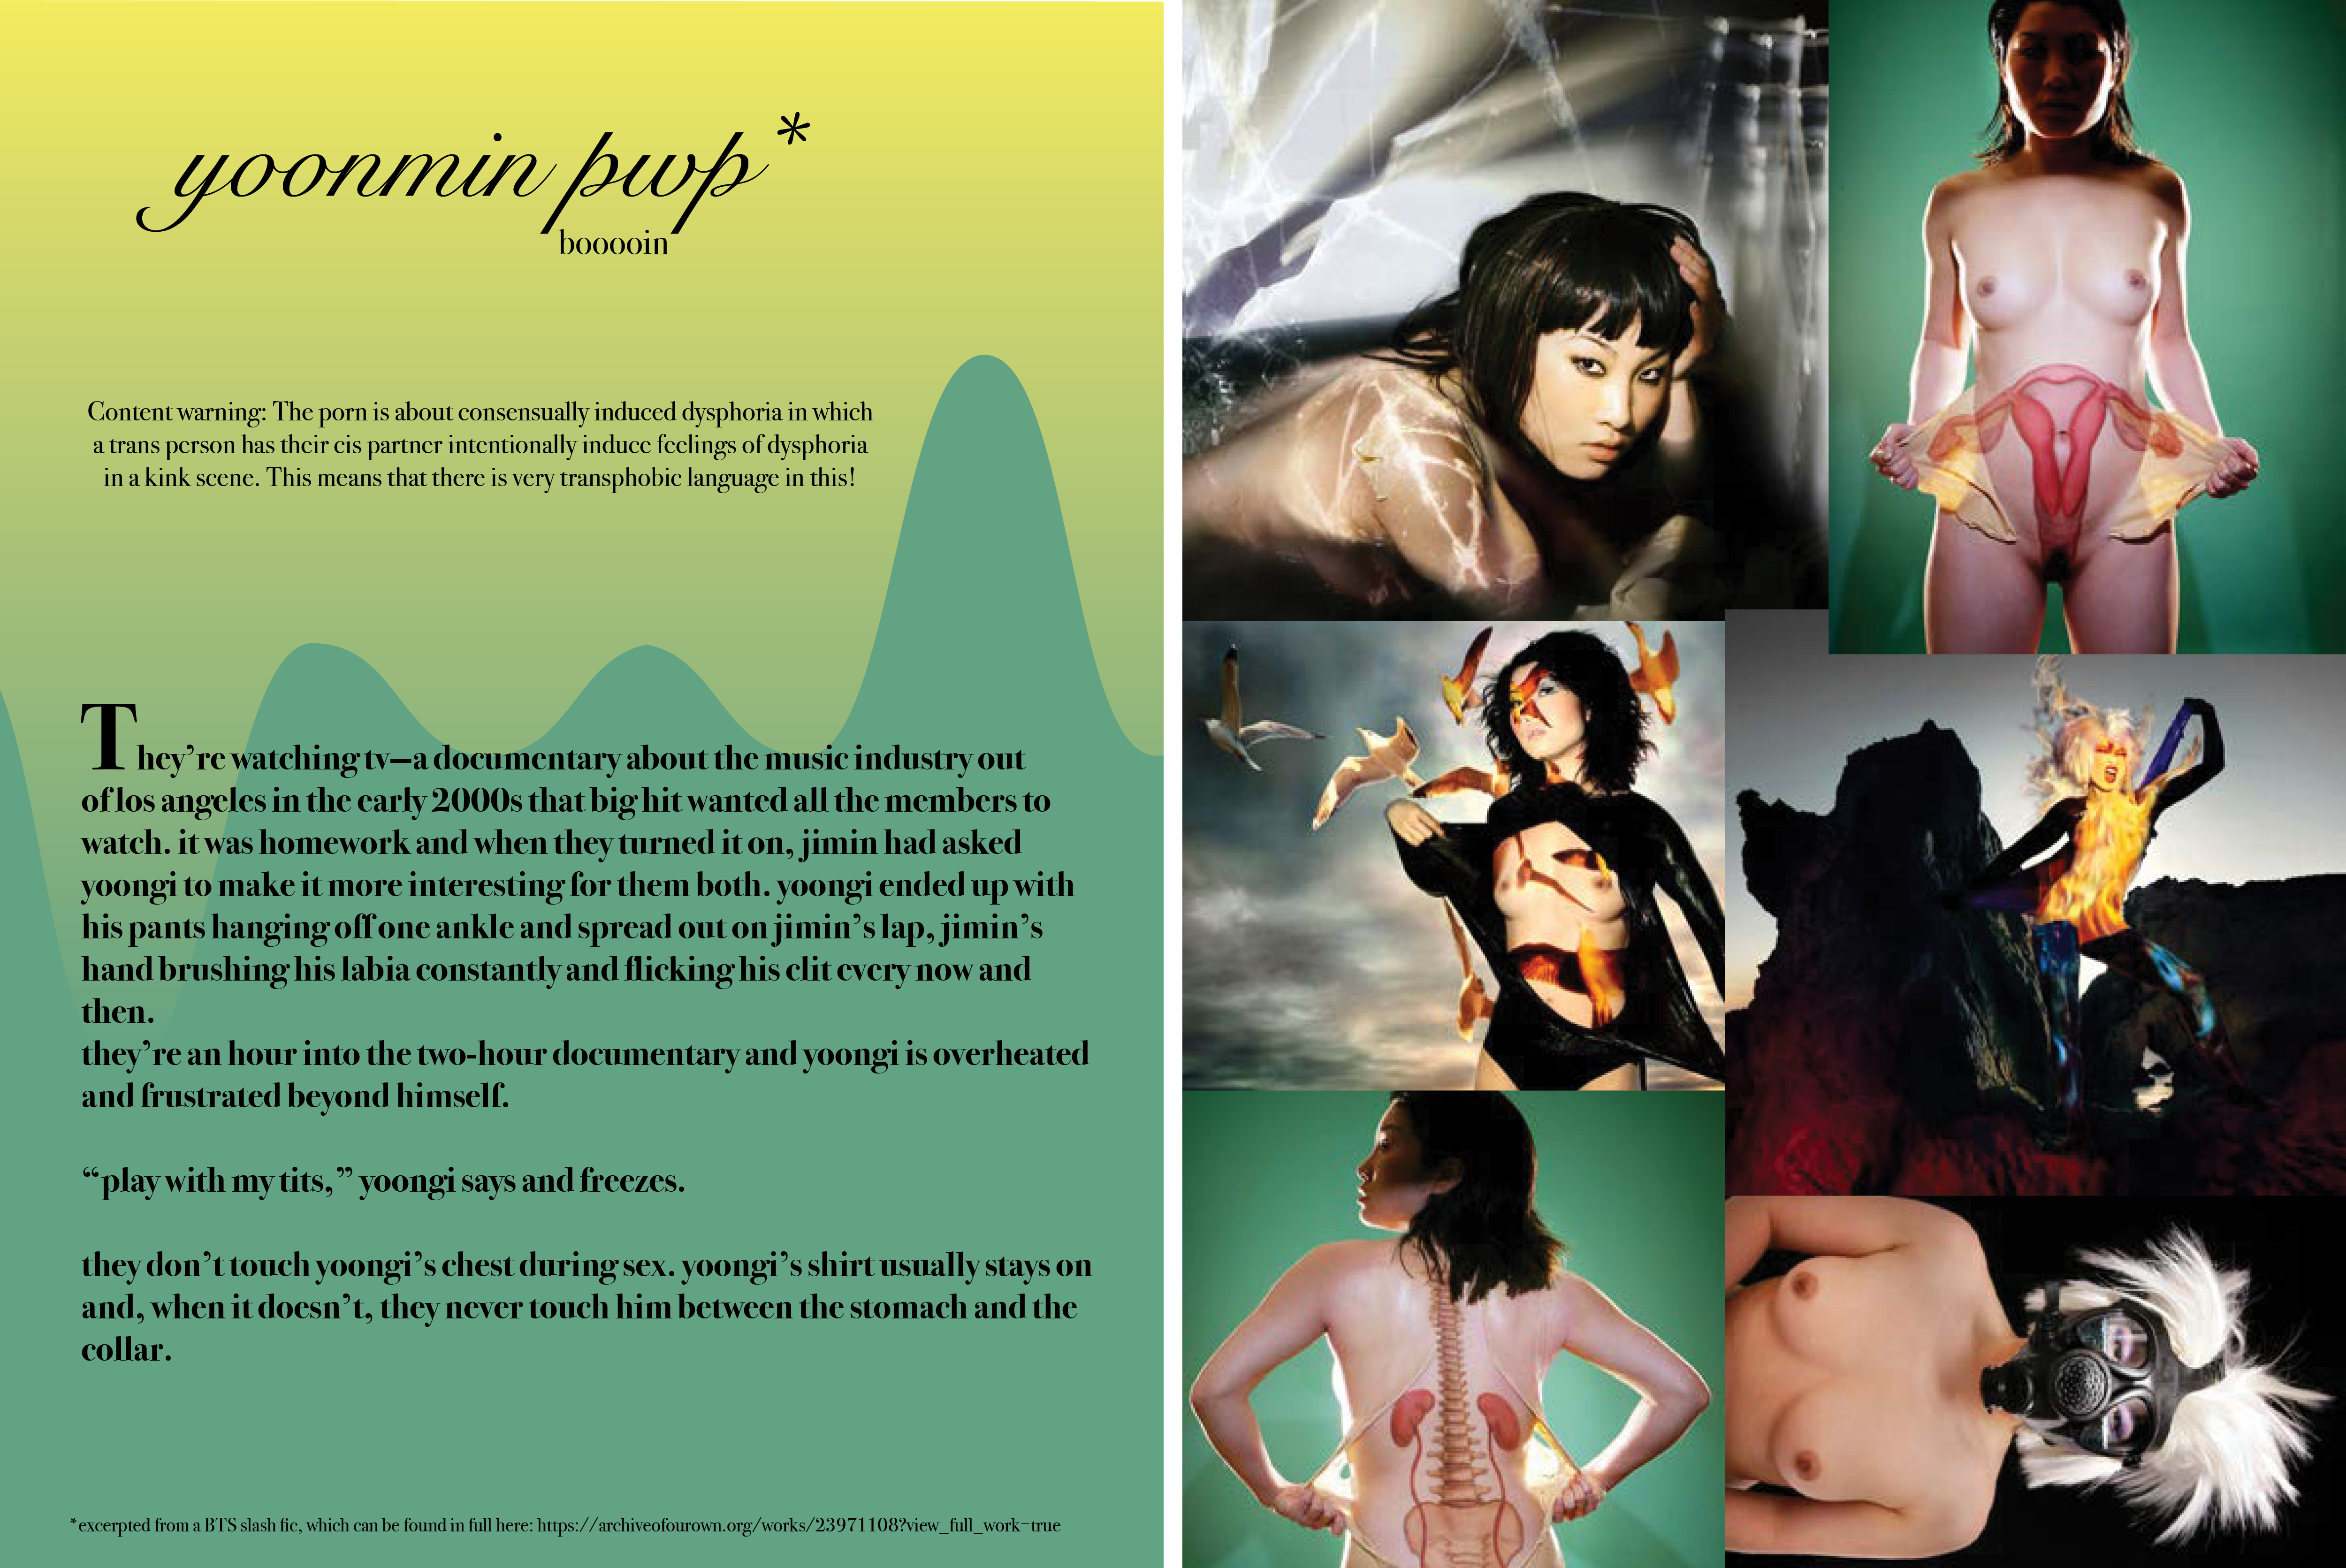 yoonmin pwp*
booooin
Content warning: The porn is about consensually induced dysphoria in which
a trans person has their cis partner intentionally induce feelings of dysphoria
in a kink scene. This means that there is very transphobic language in this!
They’re watching tv—a documentary about the music industry out
of los angeles in the early 2000s that big hit wanted all the members to
watch. it was homework and when they turned it on, jimin had asked
yoongi to make it more interesting for them both. yoongi ended up with
his pants hanging off one ankle and spread out on jimin’s lap, jimin’s
hand brushing his labia constantly and flicking his clit every now and
then.
they’re an hour into the two-hour documentary and yoongi is overheated
and frustrated beyond himself.
“play with my tits,” yoongi says and freezes.
they don’t touch yoongi’s chest during sex. yoongi’s shirt usually stays on
and, when it doesn’t, they never touch him between the stomach and the
collar.
*excerpted from a BTS slash fic, which can be found in full here: https://archiveofourown.org/works/23971108?view_full_work=true